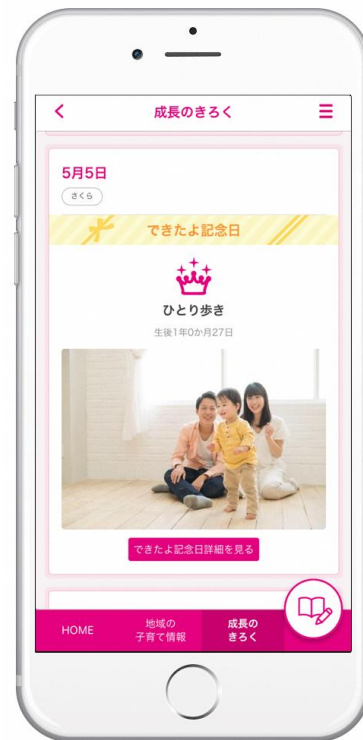 成長のきろく
5月5日
さくら
できたよ記念日
ひとり歩き
生後1年0か月27日
できたよ記念日詳細を見る
HOME
地域の
子育て情報
成長の
きろく